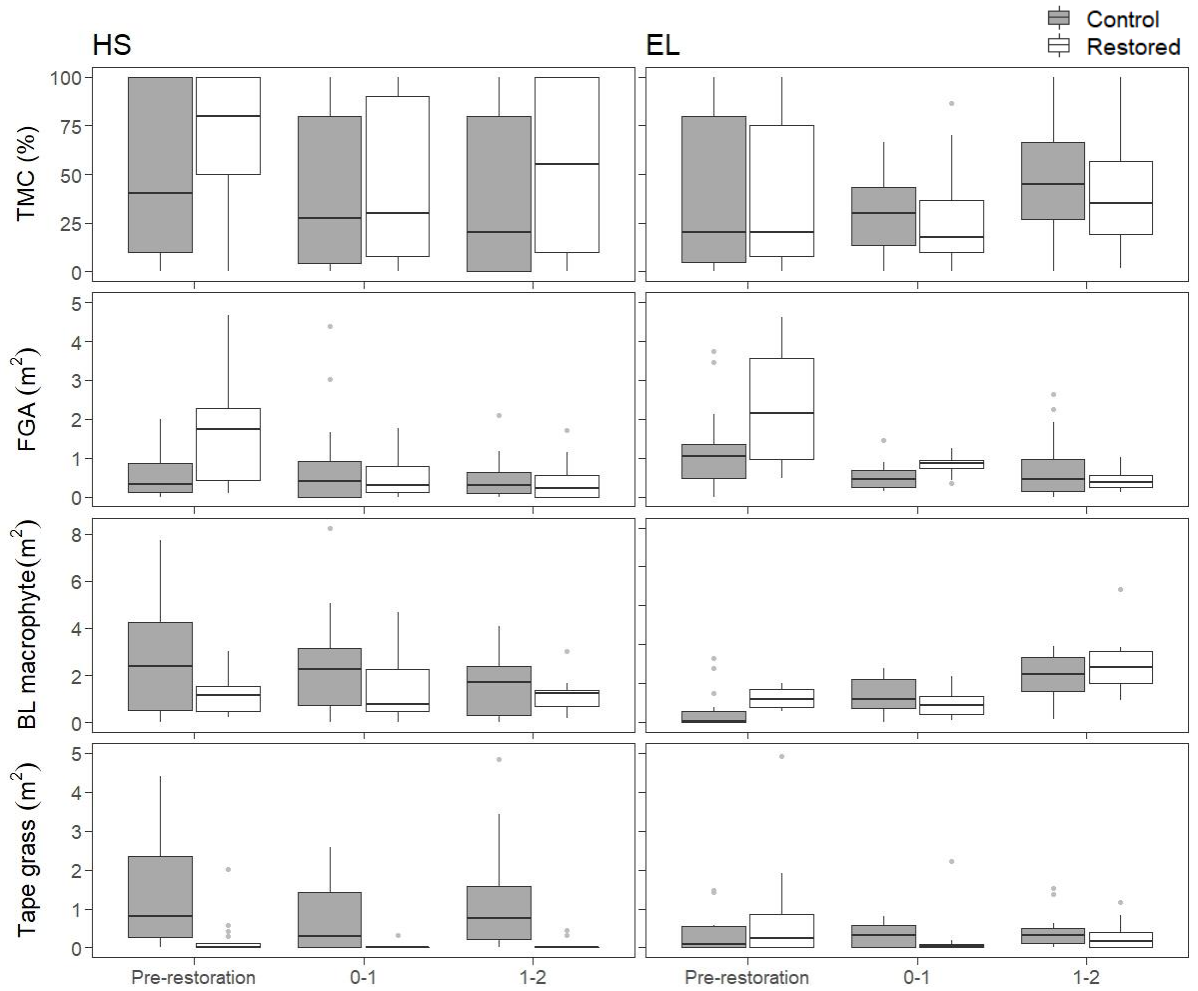 Control
Restored
HS
EL
TMC (%)
100
75
50
25
0
FGA (m²)
5
4
3
2
1
0
BL macrophyte(m²)
8
6
4
2
0
Tape grass (m²)
5
4
3
2
1
0
Pre-restoration 0-1 1-2
Pre-restoration 0-1 1-2